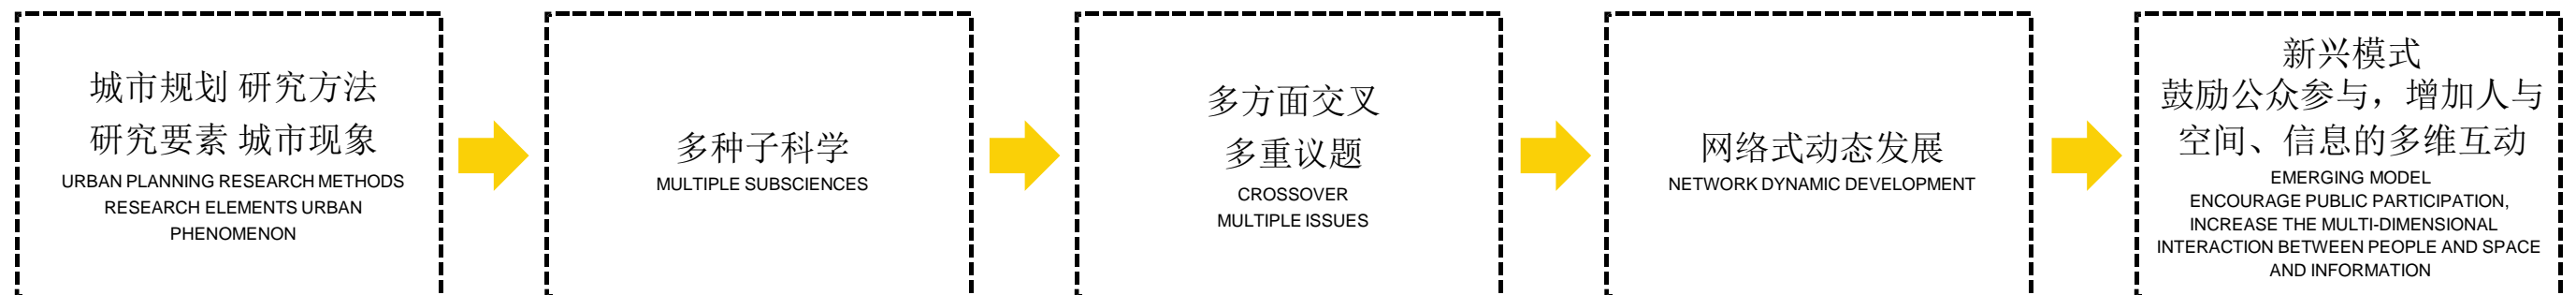 城市规划 研究方法
研究要素 城市现象
URBAN PLANNING RESEARCH METHODS
RESEARCH ELEMENTS URBAN
PHENOMENON
多种子科学
MULTIPLE SUBSCIENCES
多方面交叉
多重议题
CROSSOVER
MULTIPLE ISSUES
网络式动态发展
NETWORK DYNAMIC DEVELOPMENT
新兴模式
鼓励公众参与，增加人与
空间、信息的多维互动
EMERGING MODEL
ENCOURAGE PUBLIC PARTICIPATION,
INCREASE THE MULTI-DIMENSIONAL
INTERACTION BETWEEN PEOPLE AND SPACE
AND INFORMATION